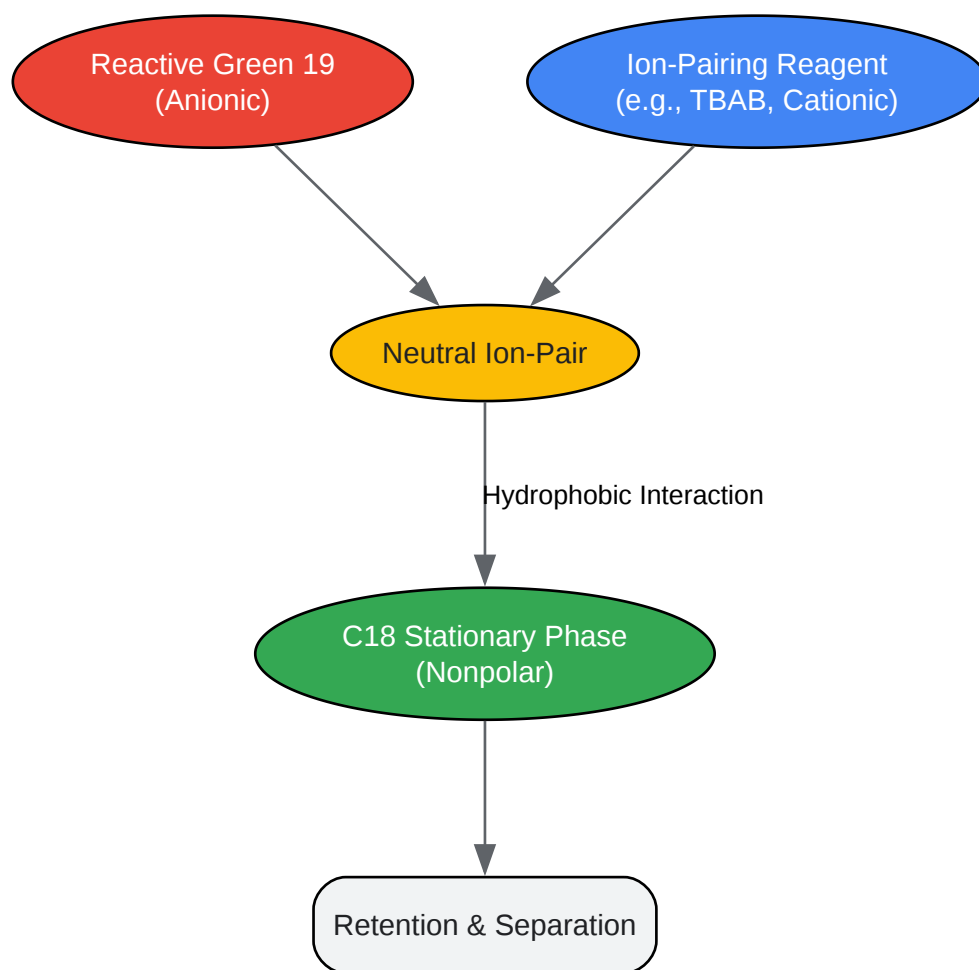 Reactive Green 19
(Anionic)
Ion-Pairing Reagent
(e.g., TBAB, Cationic)
Neutral Ion-Pair
Hydrophobic Interaction
C18 Stationary Phase
(Nonpolar)
Retention & Separation